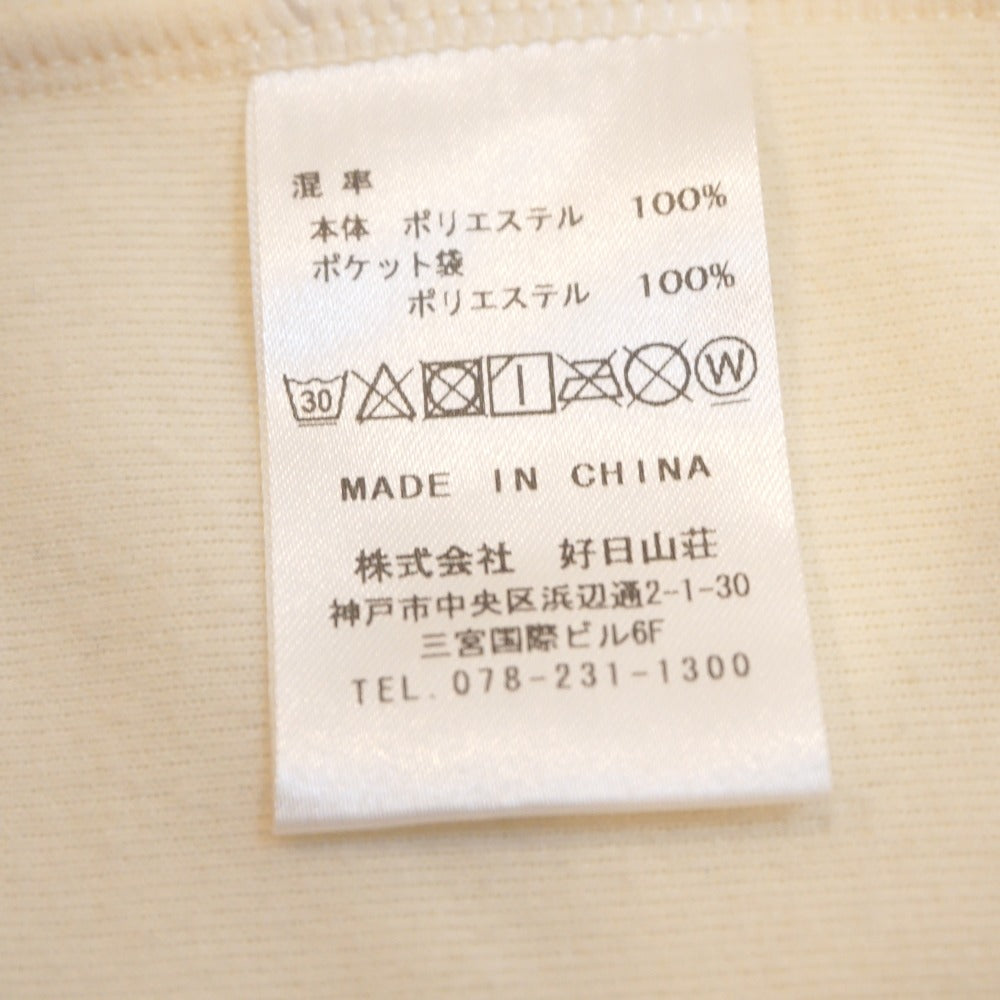 混 率
本体 ポリエステル 100%
ポケット袋
ポリエステル 100%
30 W
MADE IN CHINA
株式会社 好日山荘
神戸市中央区浜辺通2-1-30
三宮国際ビル6F
TEL.078-231-1300